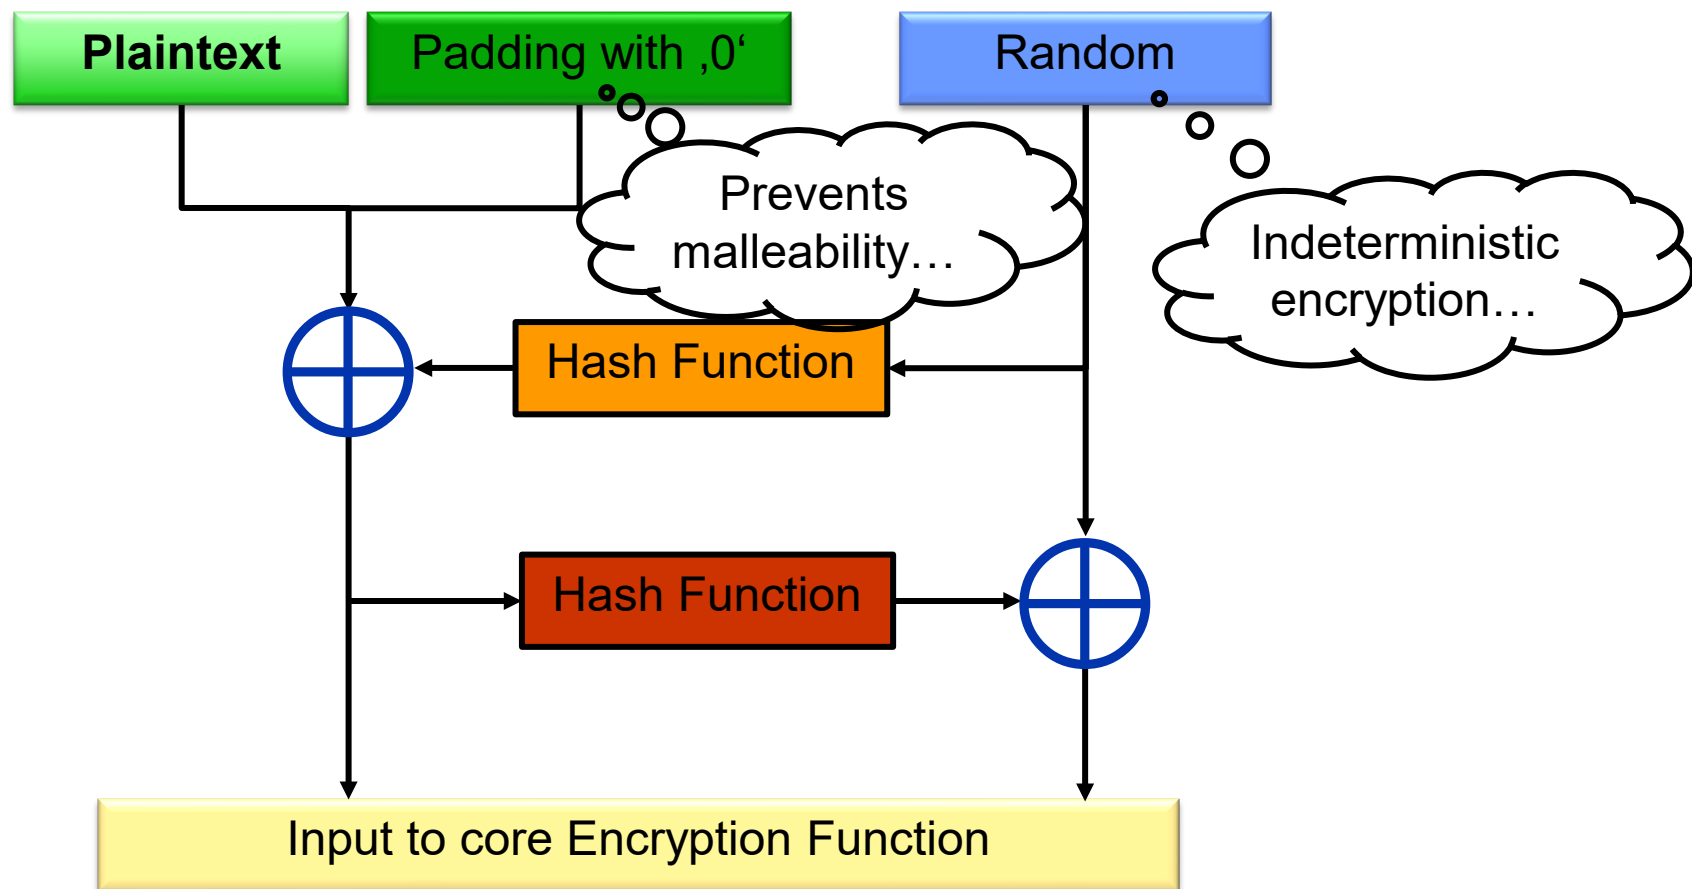 Plaintext
Padding with ‚0‘
Random
Prevents
malleability…
Indeterministic
encryption…
Hash Function
Hash Function
Input to core Encryption Function